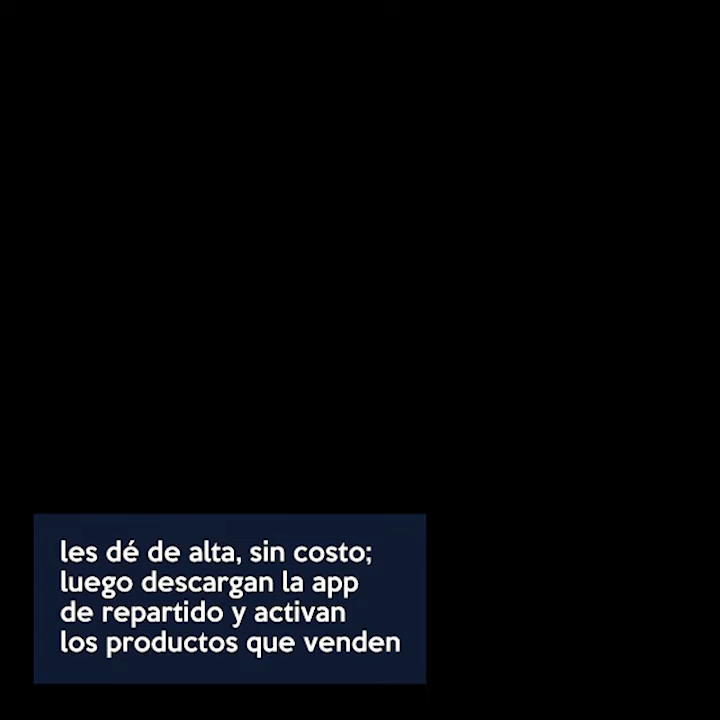 les dé de alta, sin costo;
luego descargan la app
de repartido y activan
los productos que venden